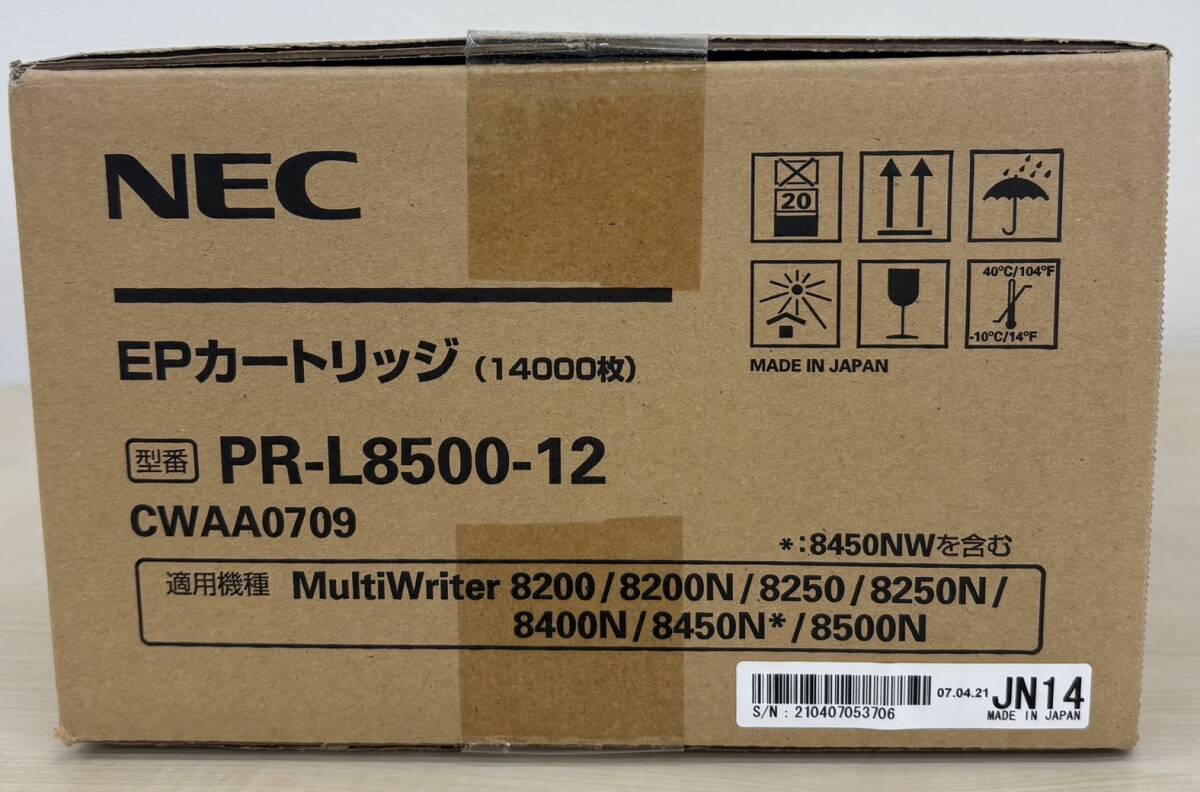 NEC
EPカートリッジ（14000枚）
型番 PR-L8500-12
CWAA0709
*：8450NWを含む
適用機種 MultiWriter 8200/8200N/8250/8250N/
8400N/8450N*/8500N
20
40℃/104°F
-10℃/14°F
MADE IN JAPAN
07.04.21 JN14
S/N : 210407053706
MADE IN JAPAN